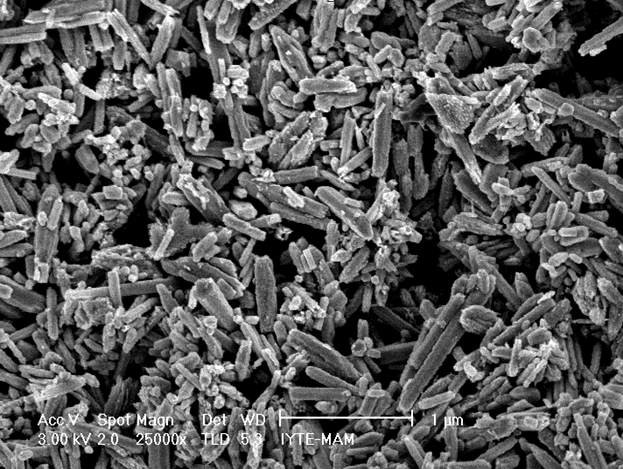 Acc.V Spot Magn Det WD 1 µm
3.00 kV 2.0 25000x TLD 5.3 IYTE-MAM